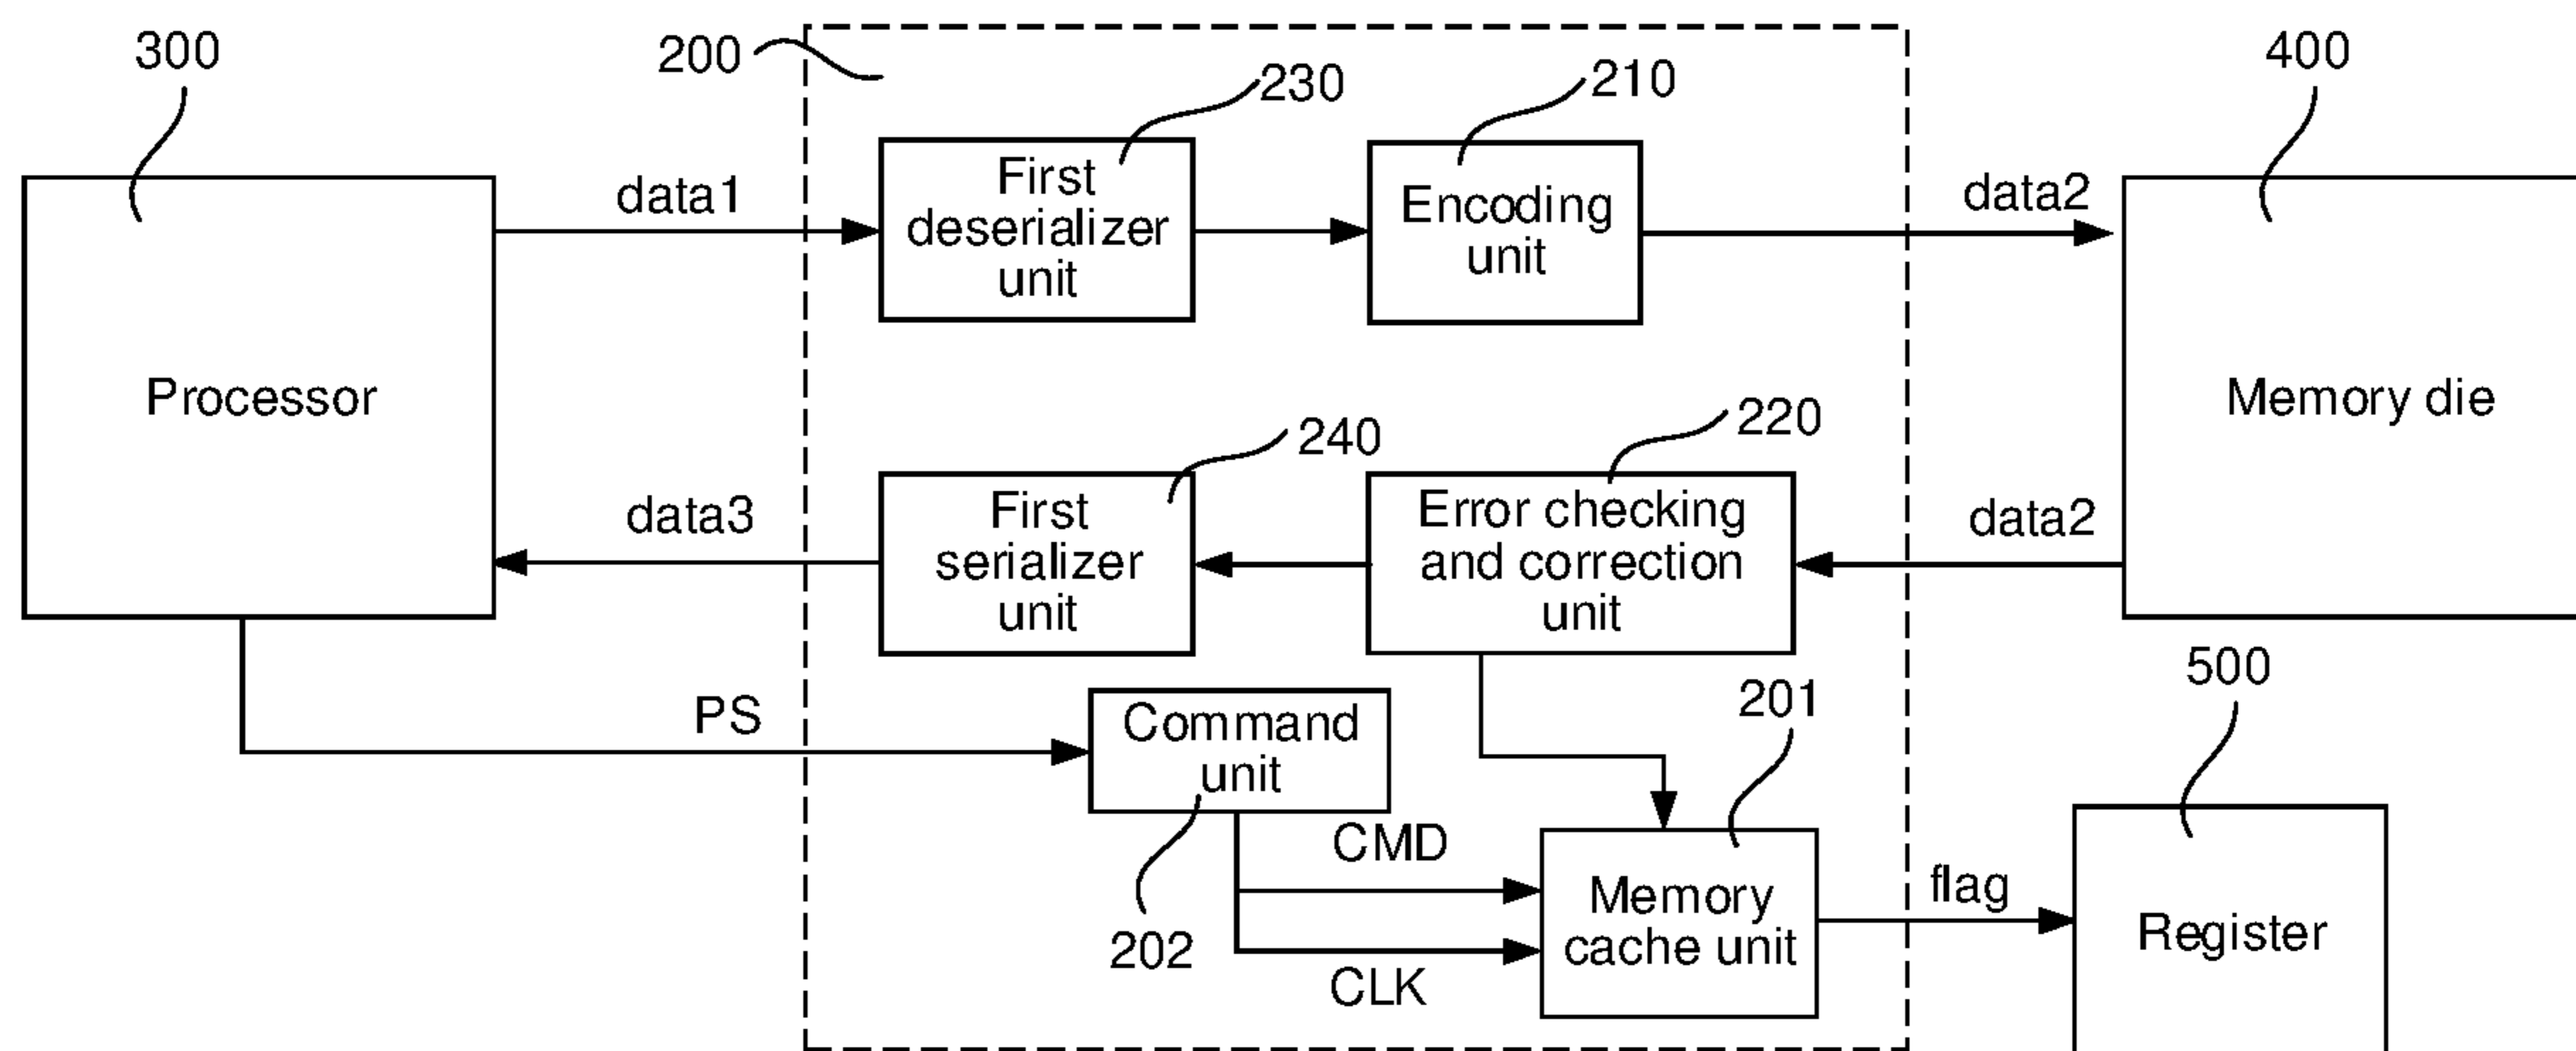 300
200
230
210
400
data1
First
deserializer
unit
Encoding
unit
data2
Processor
Memory die
240
220
data3
First
serializer
unit
Error checking
and correction
unit
data2
500
PS
Command
unit
201
CMD
202
CLK
Memory
cache unit
flag
Register